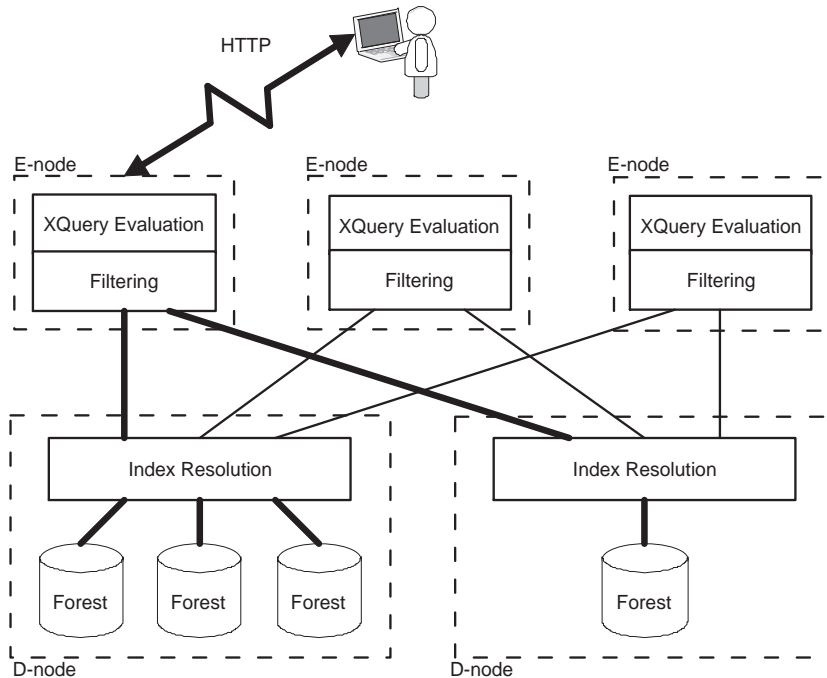 HTTP
E-node
E-node
E-node
XQuery Evaluation
XQuery Evaluation
XQuery Evaluation
Filtering
Filtering
Filtering
Index Resolution
Index Resolution
Forest
Forest
Forest
Forest
D-node
D-node